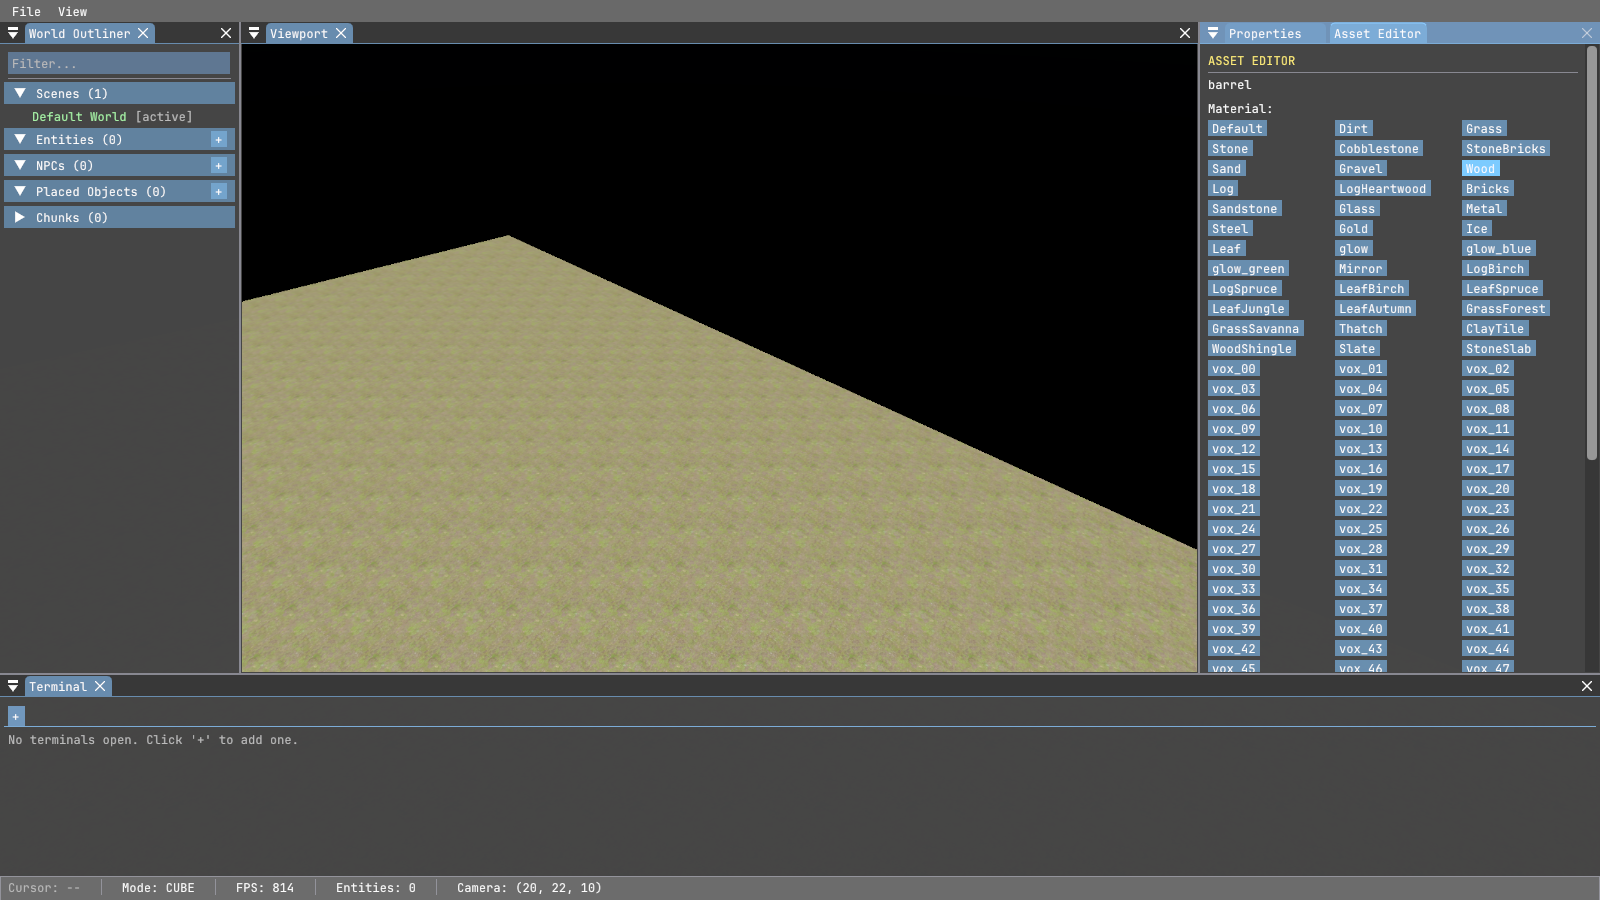 File View
World Outliner
Filter...
Scenes (1)
Default World [active]
Entities (0) +
NPCs (0) +
Placed Objects (0) +
Chunks (0)
Viewport
Properties Asset Editor
ASSET EDITOR
barrel
Material:
Default Dirt Grass
Stone Cobblestone StoneBricks
Sand Gravel Wood
Log LogHeartwood Bricks
Sandstone Glass Metal
Steel Gold Ice
Leaf glow glow_blue
glow_green Mirror LogBirch
LogSpruce LeafBirch LeafSpruce
LeafJungle LeafAutumn GrassForest
GrassSavanna Thatch ClayTile
WoodShingle Slate StoneSlab
vox_00 vox_01 vox_02
vox_03 vox_04 vox_05
vox_06 vox_07 vox_08
vox_09 vox_10 vox_11
vox_12 vox_13 vox_14
vox_15 vox_16 vox_17
vox_18 vox_19 vox_20
vox_21 vox_22 vox_23
vox_24 vox_25 vox_26
vox_27 vox_28 vox_29
vox_30 vox_31 vox_32
vox_33 vox_34 vox_35
vox_36 vox_37 vox_38
vox_39 vox_40 vox_41
vox_42 vox_43 vox_44
vox_45 vox_46 vox_47
Terminal
+
No terminals open. Click '+' to add one.
Cursor: -- Mode: CUBE FPS: 814 Entities: 0 Camera: (20, 22, 10)